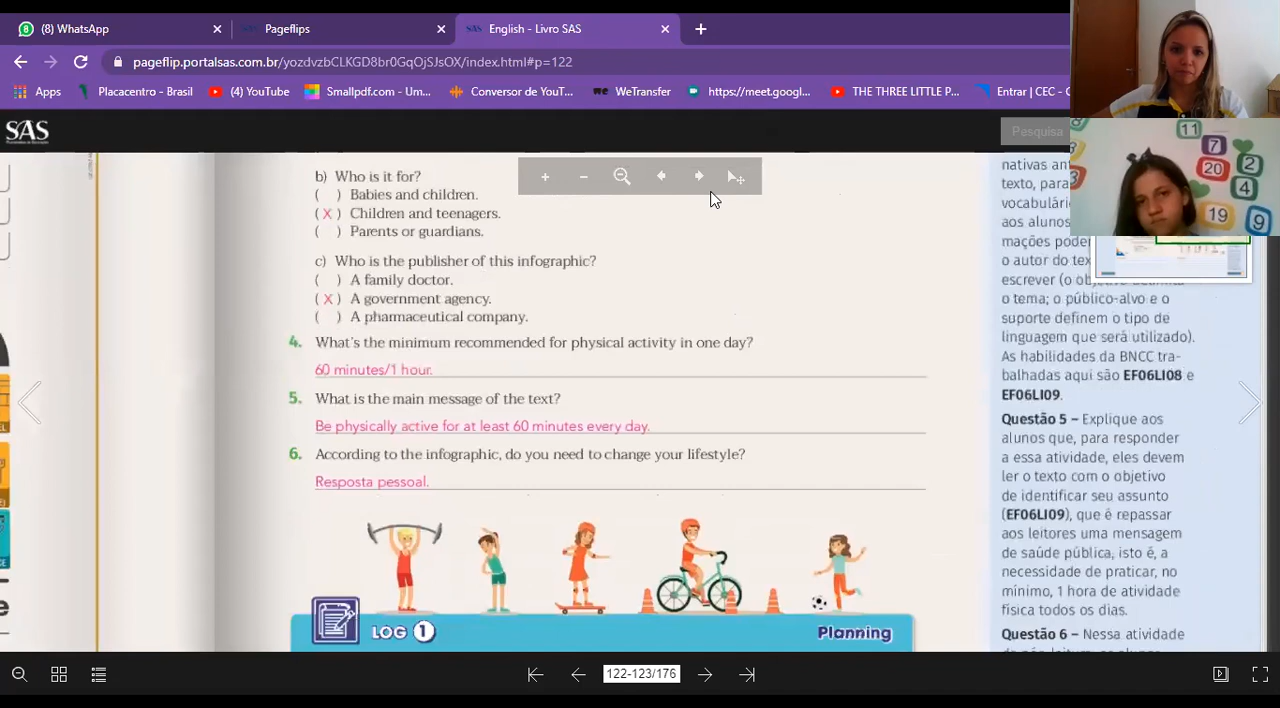 (8) WhatsApp
Pageflips
English - Livro SAS
pageflip.portalsas.com.br/yozdvzbCLKGD8br0GqOjSJsOX/index.html#p=122
Apps
Placacentro - Brasil
(4) YouTube
Smallpdf.com - Um...
Conversor de YouT...
WeTransfer
https://meet.googl...
THE THREE LITTLE P...
Entrar | CEC - C
SAS
Pesquisa
b) Who is it for?
( ) Babies and children.
( X ) Children and teenagers.
( ) Parents or guardians.
c) Who is the publisher of this infographic?
( ) A family doctor.
( X ) A government agency.
( ) A pharmaceutical company.
4. What's the minimum recommended for physical activity in one day?
60 minutes/1 hour.
5. What is the main message of the text?
Be physically active for at least 60 minutes every day.
6. According to the infographic, do you need to change your lifestyle?
Resposta pessoal.
LOG 1
Planning
nativas an
texto, para
vocabulári
aos alunos
mações poder
o autor do tex
escrever (o
o tema; o público-alvo e o
suporte definem o tipo de
linguagem que será utilizado).
As habilidades da BNCC tra-
balhadas aqui são EF06LI08 e
EF06LI09.
Questão 5 – Explique aos
alunos que, para responder
a essa atividade, eles devem
ler o texto com o objetivo
de identificar seu assunto
(EF06LI09), que é repassar
aos leitores uma mensagem
de saúde pública, isto é, a
necessidade de praticar, no
mínimo, 1 hora de atividade
física todos os dias.
Questão 6 – Nessa atividade
11
7
2
20
4
19
9
122-123/176